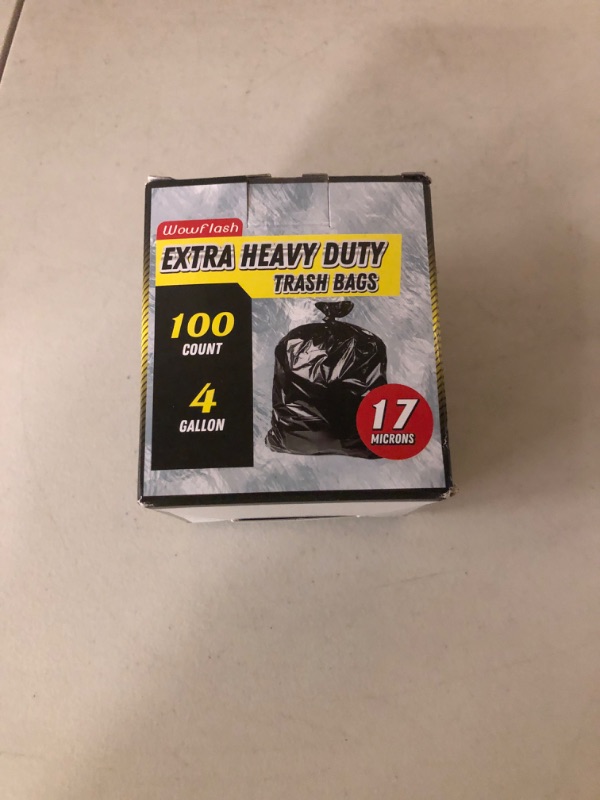 Wowflash
EXTRA HEAVY DUTY
TRASH BAGS
100
COUNT
4
GALLON
17
MICRONS